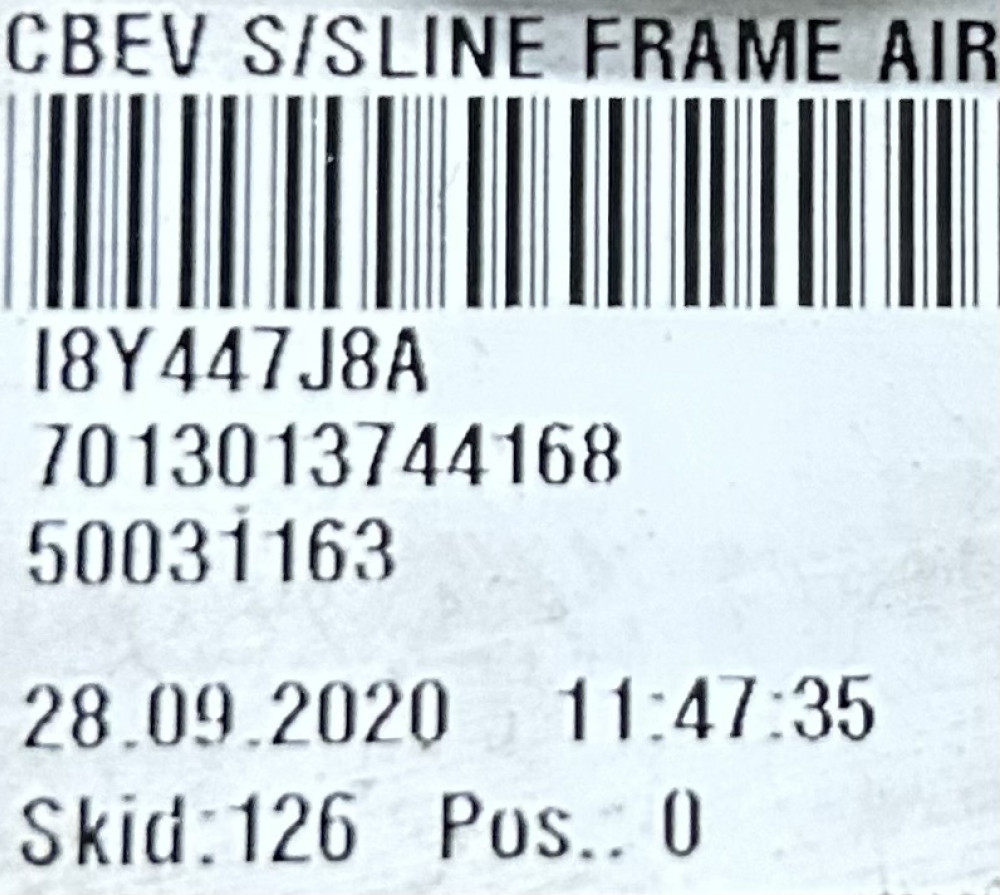 CBEV S/SLINE FRAME AIR
I8Y447J8A
7013013744168
50031163
28.09.2020 11:47:35
Skid:126 Pos.: 0